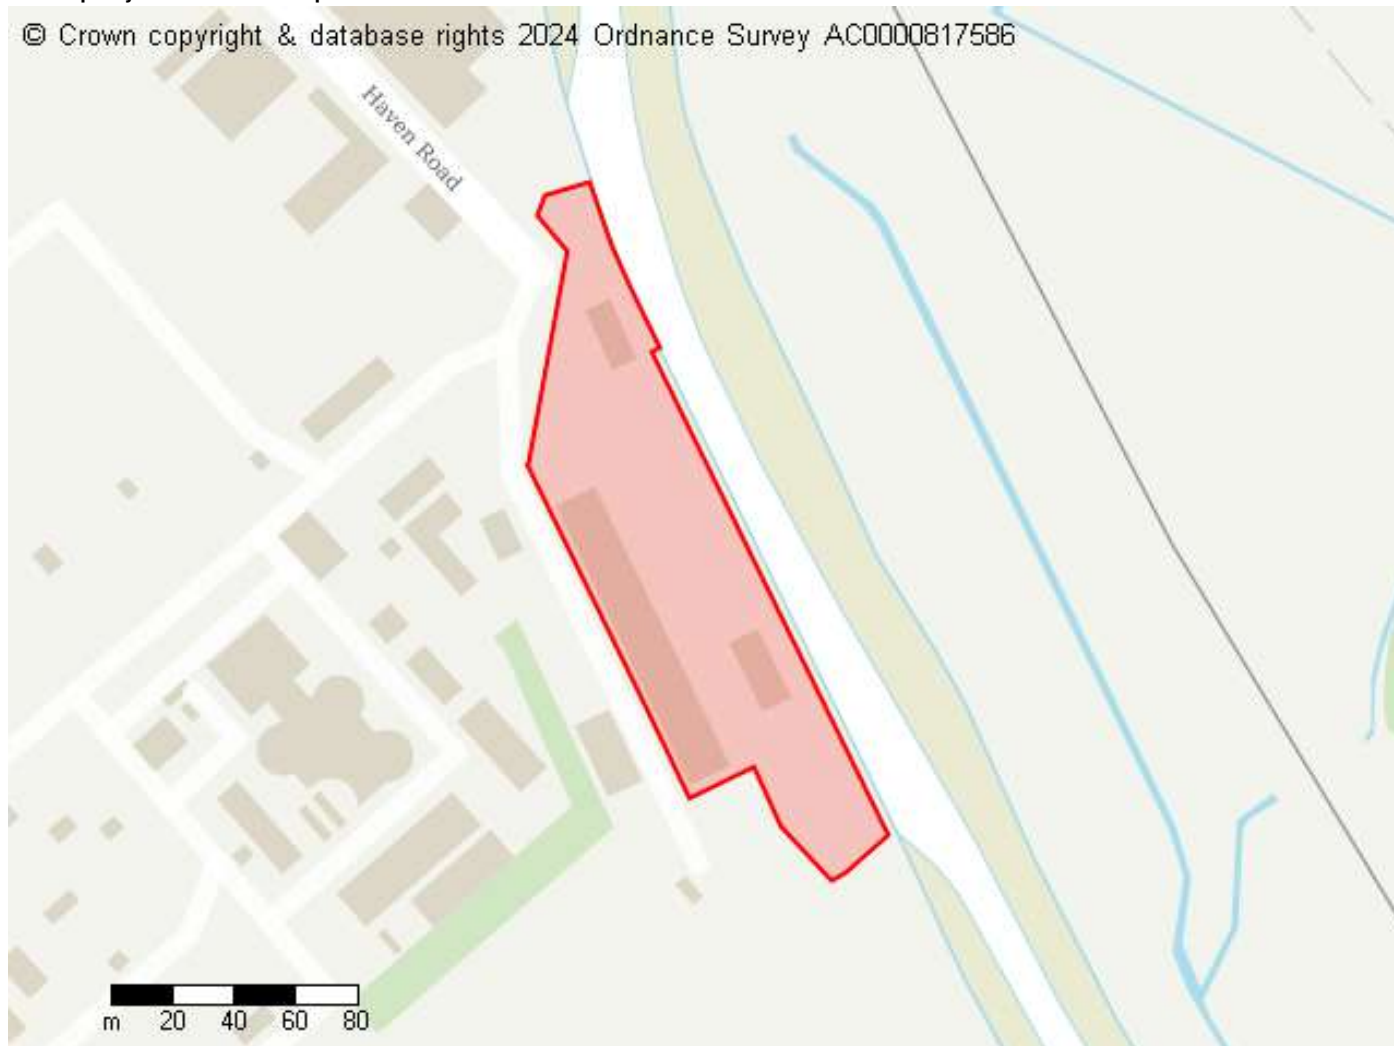 © Crown copyright & database rights 2024 Ordnance Survey AC0000817586
Haven Road
m 20 40 60 80